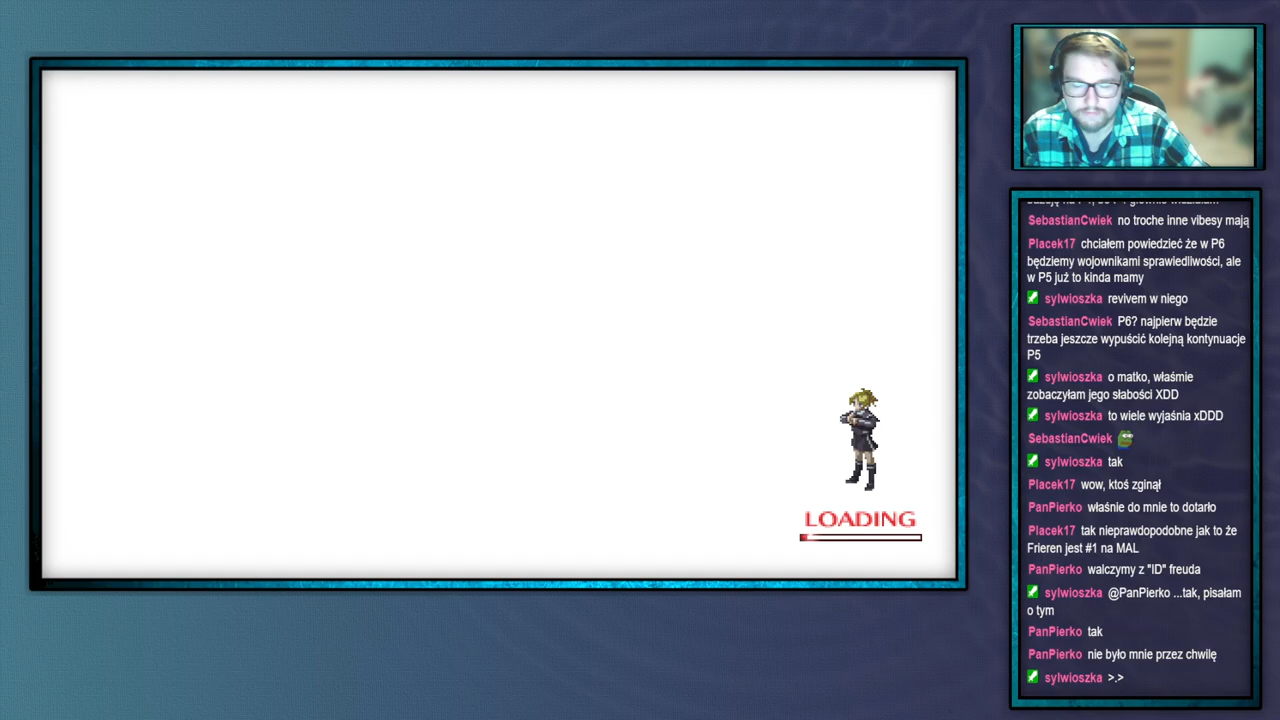 SebastianCwiek no troche inne vibesy mają
Placek17 chciałem powiedzieć że w P6
będziemy wojownikami sprawiedliwości, ale
w P5 już to kinda mamy
sylwioszka revivem w niego
SebastianCwiek P6? najpierw będzie
trzeba jeszcze wypuścić kolejną kontynuacje
P5
sylwioszka o matko, właśmie
zobaczyłam jego słabości XDD
sylwioszka to wiele wyjaśnia xDDD
SebastianCwiek
sylwioszka tak
Placek17 wow, ktoś zginął
PanPierko właśnie do mnie to dotarło
Placek17 tak nieprawdopodobne jak to że
Frieren jest #1 na MAL
PanPierko walczymy z "ID" freuda
sylwioszka @PanPierko ...tak, pisałam
o tym
PanPierko tak
PanPierko nie było mnie przez chwilę
sylwioszka >.>
LOADING